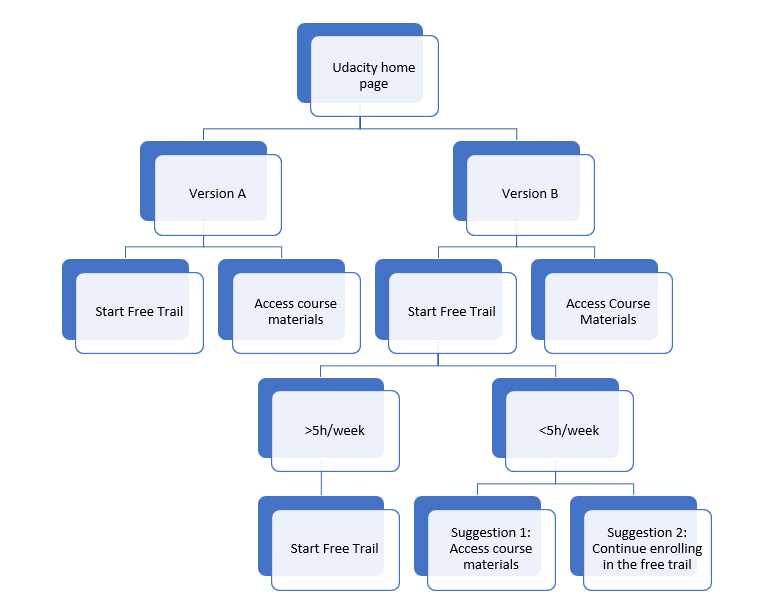 Udacity home
page
Version A
Version B
Start Free Trail
Access course
materials
Start Free Trail
Access Course
Materials
>5h/week
<5h/week
Start Free Trail
Suggestion 1:
Access course
materials
Suggestion 2:
Continue enrolling
in the free trail